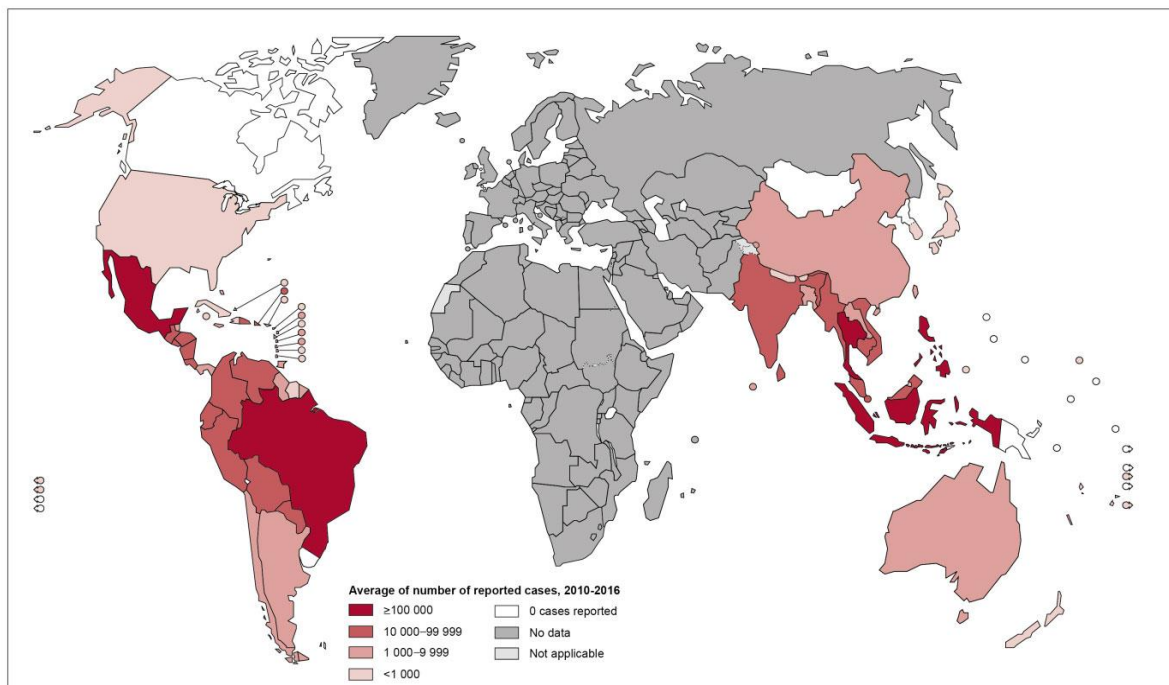 Average of number of reported cases, 2010-2016
≥100 000
10 000–99 999
1 000–9 999
<1 000
0 cases reported
No data
Not applicable